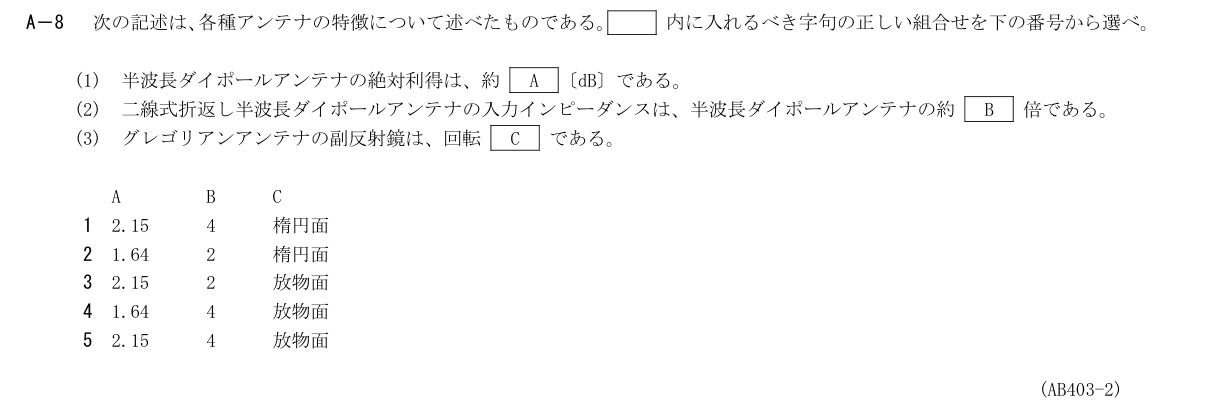 A－8 次の記述は、各種アンテナの特徴について述べたものである。 内に入れるべき字句の正しい組合せを下の番号から選べ。
(1) 半波長ダイポールアンテナの絶対利得は、約 A 〔dB〕である。
(2) 二線式折返し半波長ダイポールアンテナの入力インピーダンスは、半波長ダイポールアンテナの約 B 倍である。
(3) グレゴリアンアンテナの副反射鏡は、回転 C である。
A B C
1 2.15 4 楕円面
2 1.64 2 楕円面
3 2.15 2 放物面
4 1.64 4 放物面
5 2.15 4 放物面
(AB403-2)